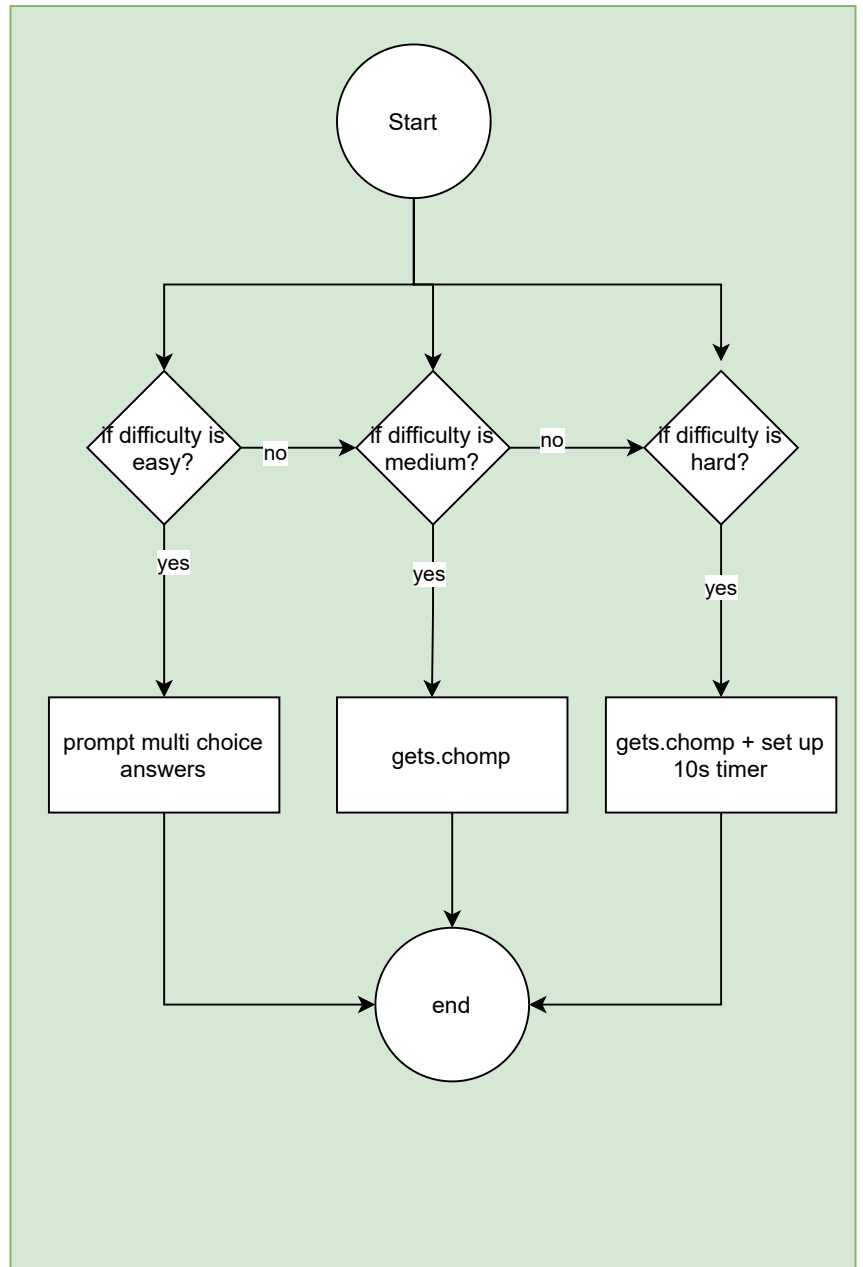 Start
if difficulty is
easy?
no
if difficulty is
medium?
no
if difficulty is
hard?
yes
yes
yes
prompt multi choice
answers
gets.chomp
gets.chomp + set up
10s timer
end